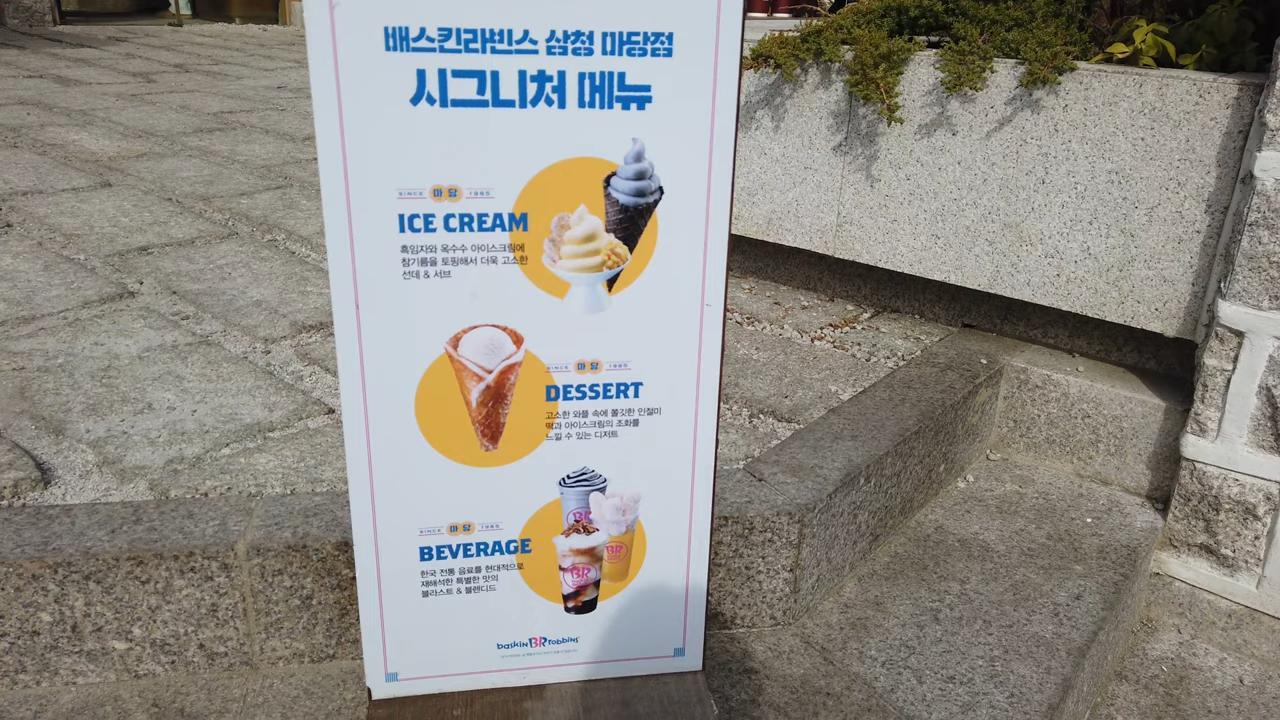 배스킨라빈스 삼청 마당점
시그니처 메뉴
SINCE 마당 1985
ICE CREAM
흑임자와 옥수수 아이스크림에
참기름을 토핑해서 더욱 고소한
선데 & 서브
SINCE 마당 1985
DESSERT
고소한 와플 속에 쫄깃한 인절미
떡과 아이스크림의 조화를
느낄 수 있는 디저트
SINCE 마당 1985
BEVERAGE
한국 전통 음료를 현대적으로
재해석한 특별한 맛의
블라스트 & 블렌디드
BR
BR
BR
baskin BR robbins